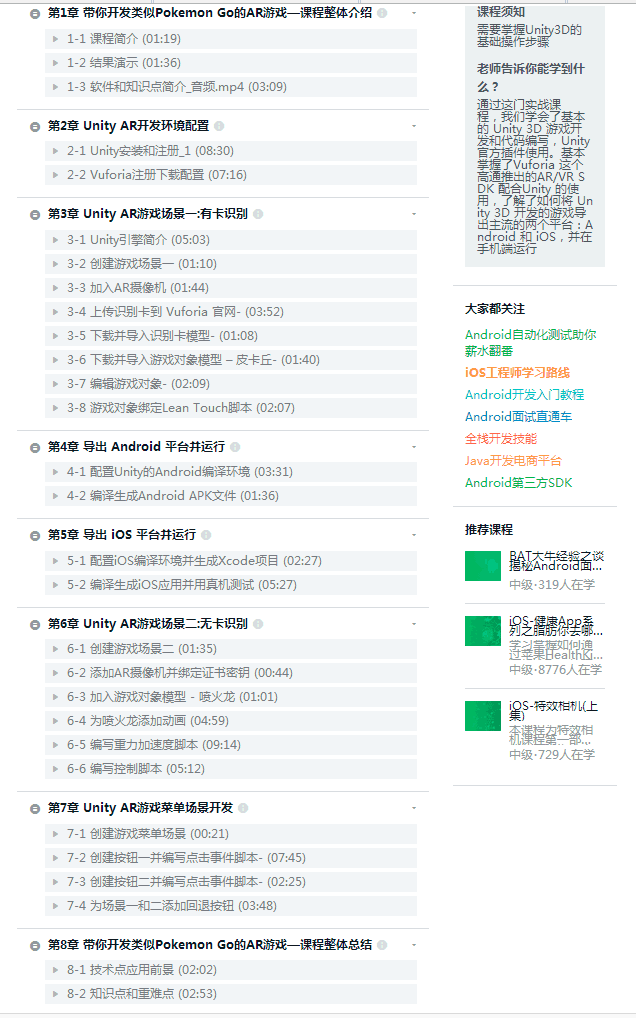 第1章 带你开发类似Pokemon Go的AR游戏—课程整体介绍
1-1 课程简介 (01:19)
1-2 结果演示 (01:36)
1-3 软件和知识点简介_音频.mp4 (03:09)
第2章 Unity AR开发环境配置
2-1 Unity安装和注册_1 (08:30)
2-2 Vuforia注册下载配置 (07:16)
第3章 Unity AR游戏场景一:有卡识别
3-1 Unity引擎简介 (05:03)
3-2 创建游戏场景一 (01:10)
3-3 加入AR摄像机 (01:44)
3-4 上传识别卡到 Vuforia 官网- (03:52)
3-5 下载并导入识别卡模型- (01:08)
3-6 下载并导入游戏对象模型 – 皮卡丘- (01:40)
3-7 编辑游戏对象- (02:09)
3-8 游戏对象绑定Lean Touch脚本 (02:07)
第4章 导出 Android 平台并运行
4-1 配置Unity的Android编译环境 (03:31)
4-2 编译生成Android APK文件 (01:36)
第5章 导出 iOS 平台并运行
5-1 配置iOS编译环境并生成Xcode项目 (02:27)
5-2 编译生成iOS应用并用真机测试 (05:27)
第6章 Unity AR游戏场景二:无卡识别
6-1 创建游戏场景二 (01:35)
6-2 添加AR摄像机并绑定证书密钥 (00:44)
6-3 加入游戏对象模型 - 喷火龙 (01:01)
6-4 为喷火龙添加动画 (04:59)
6-5 编写重力加速度脚本 (09:14)
6-6 编写控制脚本 (05:12)
第7章 Unity AR游戏菜单场景开发
7-1 创建游戏菜单场景 (00:21)
7-2 创建按钮一并编写点击事件脚本- (07:45)
7-3 创建按钮二并编写点击事件脚本- (02:25)
7-4 为场景一和二添加回退按钮 (03:48)
第8章 带你开发类似Pokemon Go的AR游戏—课程整体总结
8-1 技术点应用前景 (02:02)
8-2 知识点和重难点 (02:53)
课程须知
需要掌握Unity3D的
基础操作步骤
老师告诉你能学到什
么？
通过这门实战课
程，我们学会了基本
的 Unity 3D 游戏开
发和代码编写，Unity
官方插件使用。基本
掌握了Vuforia 这个
高通推出的AR/VR S
DK 配合Unity 的使
用，了解了如何将 Un
ity 3D 开发的游戏导
出主流的两个平台：A
ndroid 和 iOS，并在
手机端运行
大家都关注
Android自动化测试助你
薪水翻番
iOS工程师学习路线
Android开发入门教程
Android面试直通车
全栈开发技能
Java开发电商平台
Android第三方SDK
推荐课程
BAT大牛经验之谈
揭秘Android面...
中级·319人在学
iOS-健康App系
列之脂肪你去哪...
学习掌握如何通
过苹果HealthKi...
中级·8776人在学
iOS-特效相机(上
集)
本课程为特效相
机课程第一部...
中级·729人在学